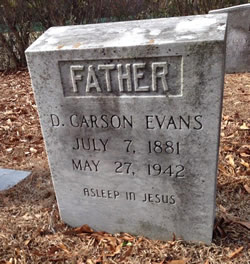 FATHER
D. CARSON EVANS
JULY 7, 1881
MAY 27, 1942
ASLEEP IN JESUS